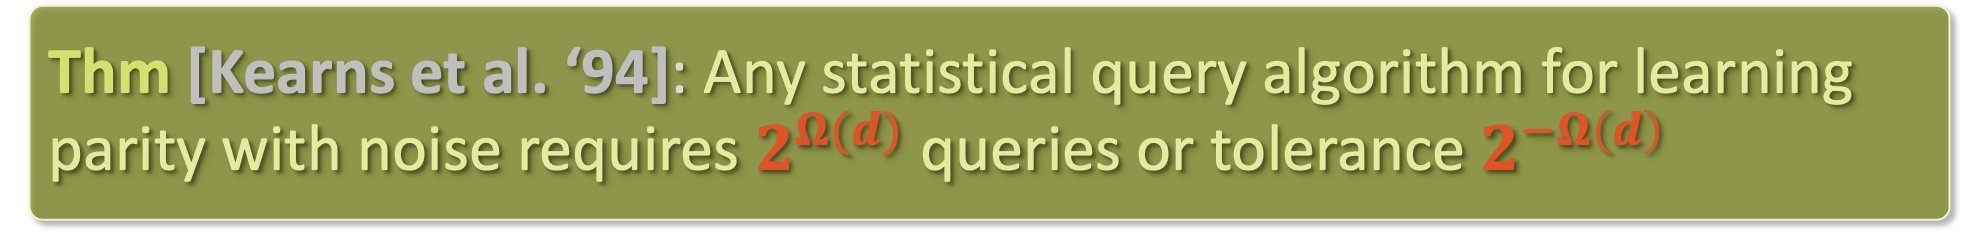 Thm [Kearns et al. ‘94]: Any statistical query algorithm for learning
parity with noise requires 2^Ω(d) queries or tolerance 2^−Ω(d)